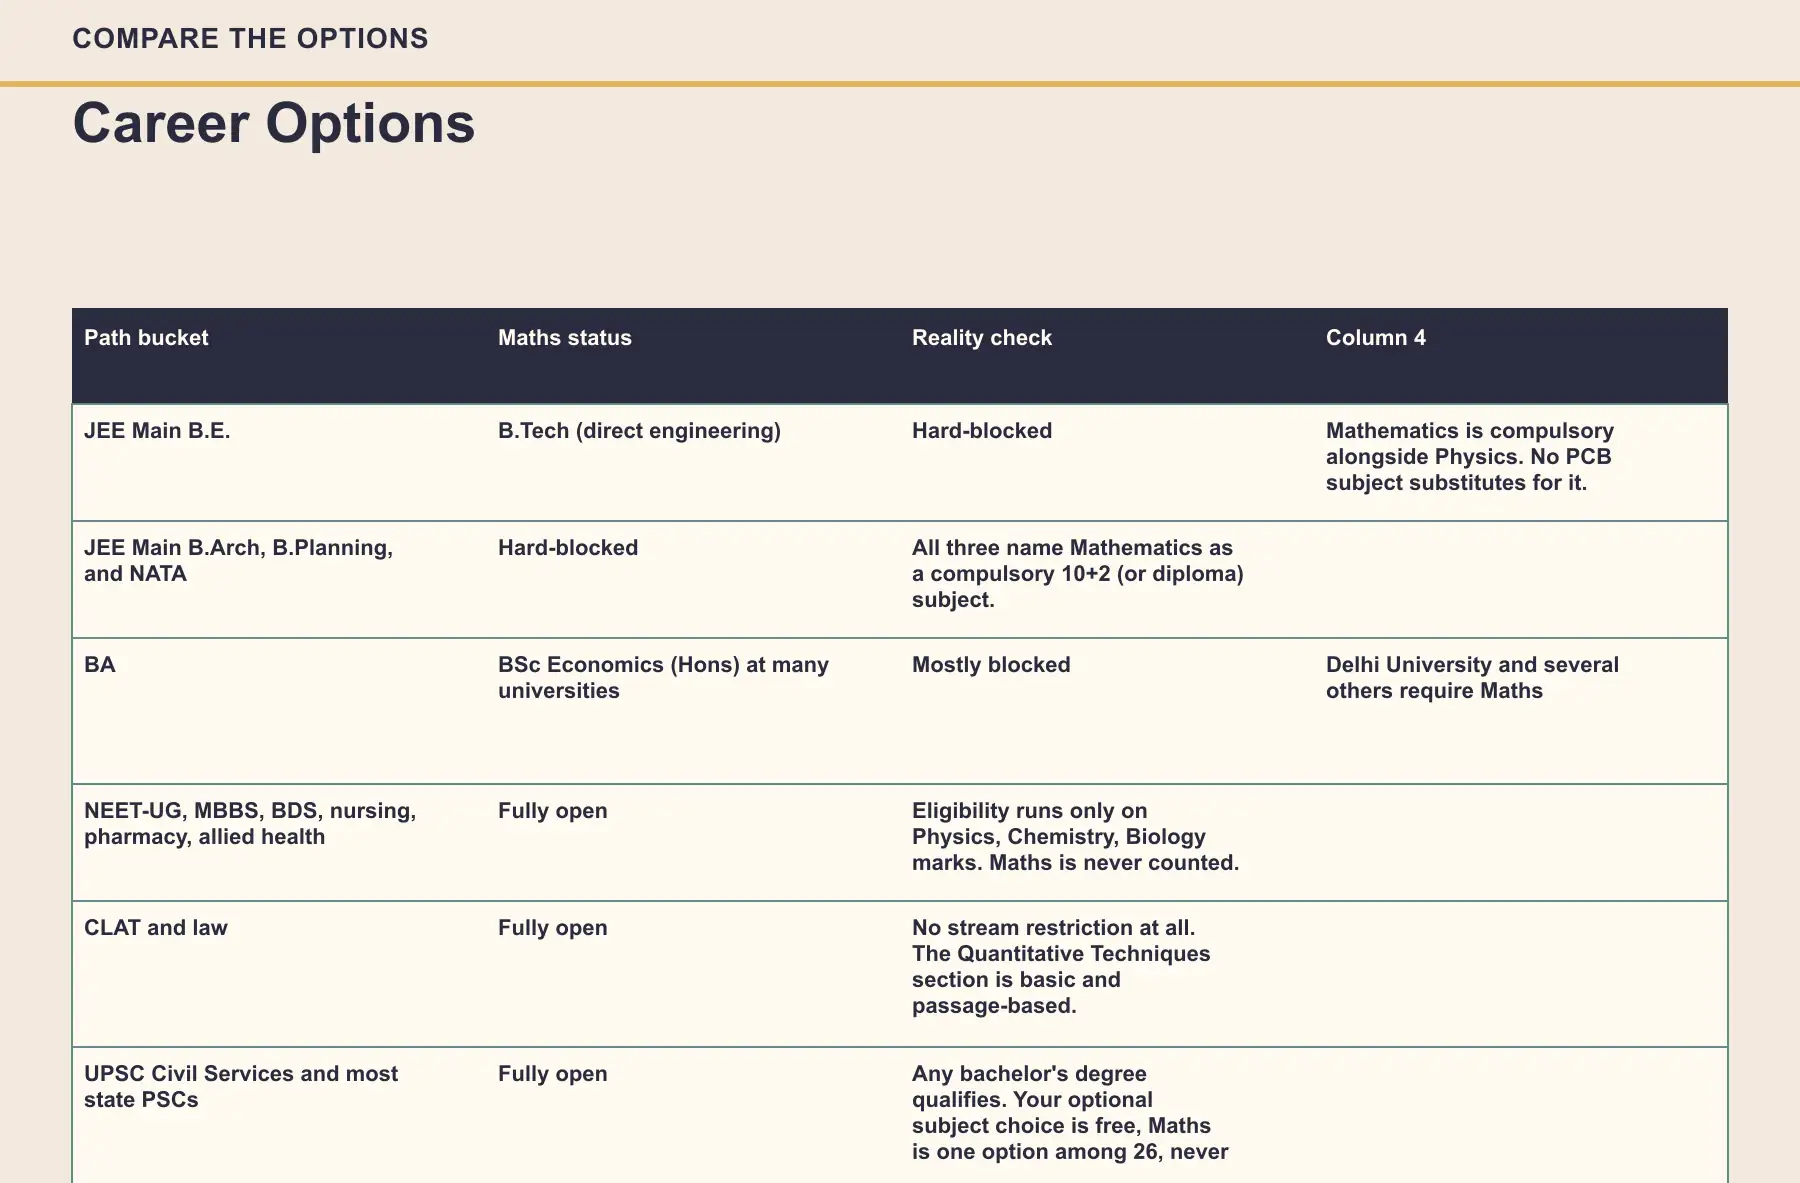 COMPARE THE OPTIONS
Career Options
Path bucket
Maths status
Reality check
Column 4
JEE Main B.E.
B.Tech (direct engineering)
Hard-blocked
Mathematics is compulsory
alongside Physics. No PCB
subject substitutes for it.
JEE Main B.Arch, B.Planning,
and NATA
Hard-blocked
All three name Mathematics as
a compulsory 10+2 (or diploma)
subject.
BA
BSc Economics (Hons) at many
universities
Mostly blocked
Delhi University and several
others require Maths
NEET-UG, MBBS, BDS, nursing,
pharmacy, allied health
Fully open
Eligibility runs only on
Physics, Chemistry, Biology
marks. Maths is never counted.
CLAT and law
Fully open
No stream restriction at all.
The Quantitative Techniques
section is basic and
passage-based.
UPSC Civil Services and most
state PSCs
Fully open
Any bachelor's degree
qualifies. Your optional
subject choice is free, Maths
is one option among 26, never